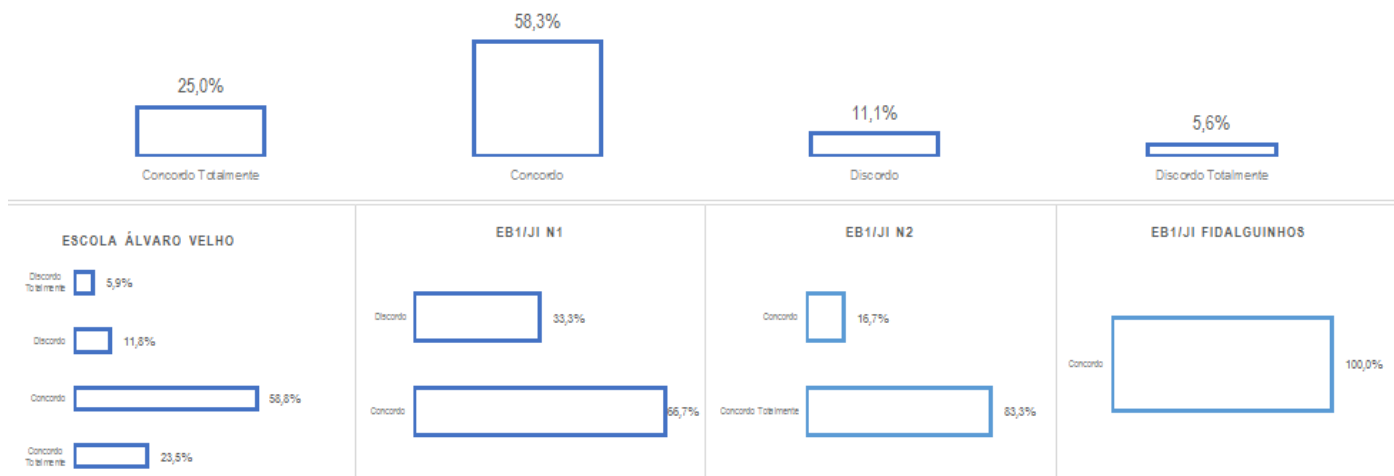 58,3%
25,0%
11,1%
5,6%
Concordo Totalmente
Concordo
Discordo
Discordo Totalmente
ESCOLA ÁLVARO VELHO
Discordo
Totalmente
5,9%
Discordo
11,8%
Concordo
58,8%
Concordo
Totalmente
23,5%
EB1/JI N1
Discordo
33,3%
Concordo
66,7%
EB1/JI N2
Concordo
16,7%
Concordo Totalmente
83,3%
EB1/JI FIDALGUINHOS
Concordo
100,0%